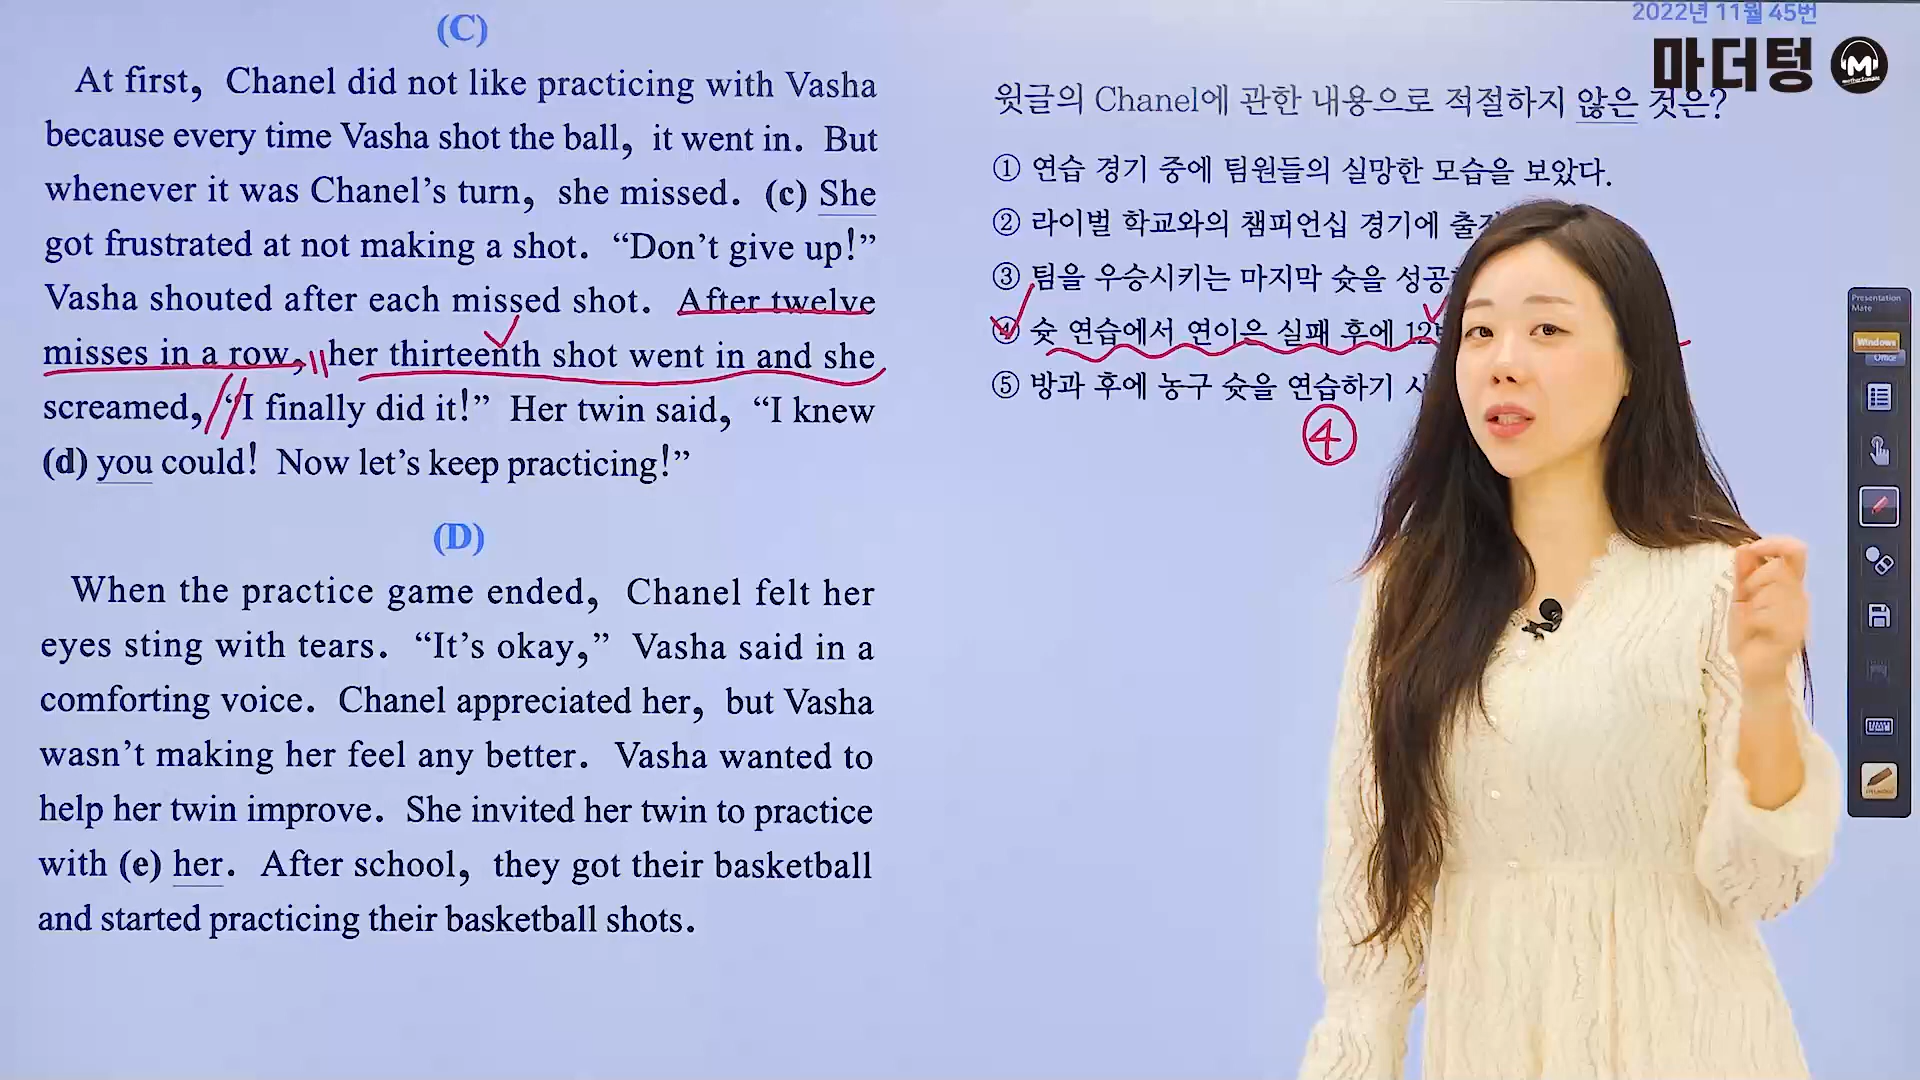 (C)
At first, Chanel did not like practicing with Vasha
because every time Vasha shot the ball, it went in. But
whenever it was Chanel's turn, she missed. (c) She
got frustrated at not making a shot. “Don't give up!”
Vasha shouted after each missed shot. After twelve
misses in a row, her thirteenth shot went in and she
screamed, “I finally did it!” Her twin said, “I knew
(d) you could! Now let's keep practicing!”
(D)
When the practice game ended, Chanel felt her
eyes sting with tears. “It's okay,” Vasha said in a
comforting voice. Chanel appreciated her, but Vasha
wasn't making her feel any better. Vasha wanted to
help her twin improve. She invited her twin to practice
with (e) her. After school, they got their basketball
and started practicing their basketball shots.
2022년 11월 45번
마더텅
M
윗글의 Chanel에 관한 내용으로 적절하지 않은 것은?
① 연습 경기 중에 팀원들의 실망한 모습을 보았다.
② 라이벌 학교와의 챔피언십 경기에
③ 팀을 우승시키는 마지막 슛을
④ 슛 연습에서 연이은 실패 후에
⑤ 방과 후에 농구 슛을 연습하기
④
Presentation
Mate
Windows
Office